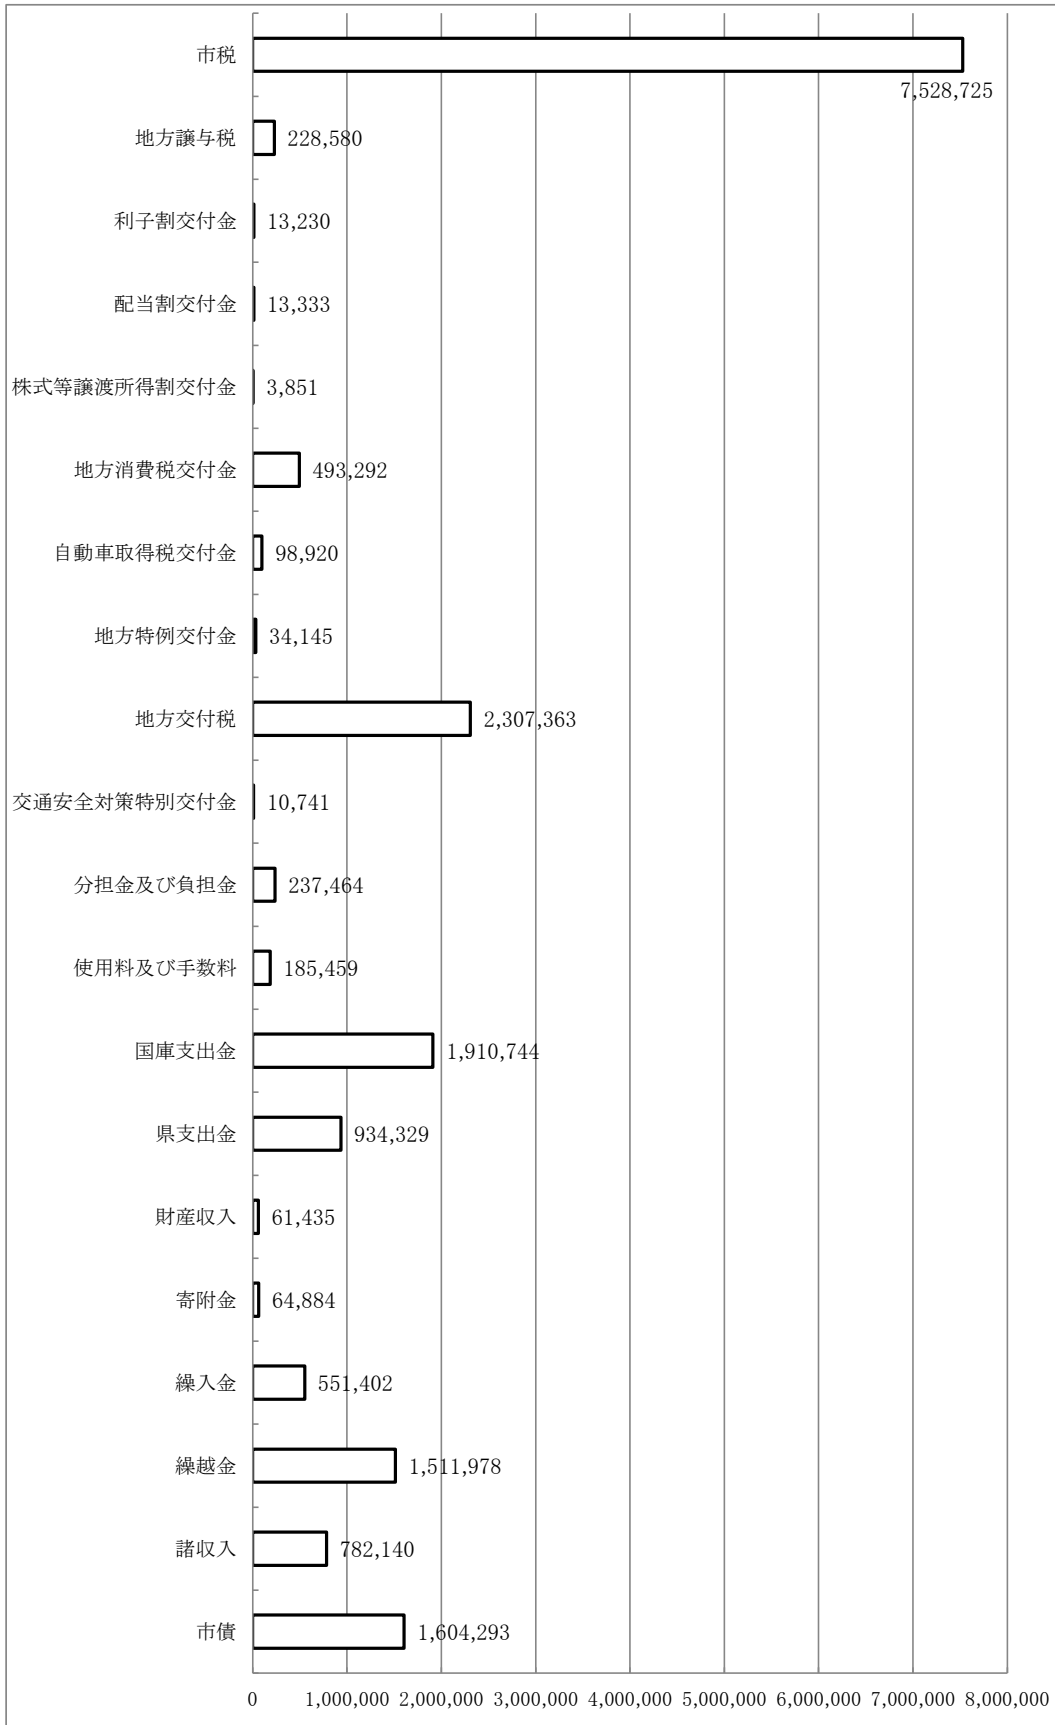 市税
7,528,725
地方譲与税 228,580
利子割交付金 13,230
配当割交付金 13,333
株式等譲渡所得割交付金 3,851
地方消費税交付金 493,292
自動車取得税交付金 98,920
地方特例交付金 34,145
地方交付税 2,307,363
交通安全対策特別交付金 10,741
分担金及び負担金 237,464
使用料及び手数料 185,459
国庫支出金 1,910,744
県支出金 934,329
財産収入 61,435
寄附金 64,884
繰入金 551,402
繰越金 1,511,978
諸収入 782,140
市債 1,604,293
0 1,000,000 2,000,000 3,000,000 4,000,000 5,000,000 6,000,000 7,000,000 8,000,000